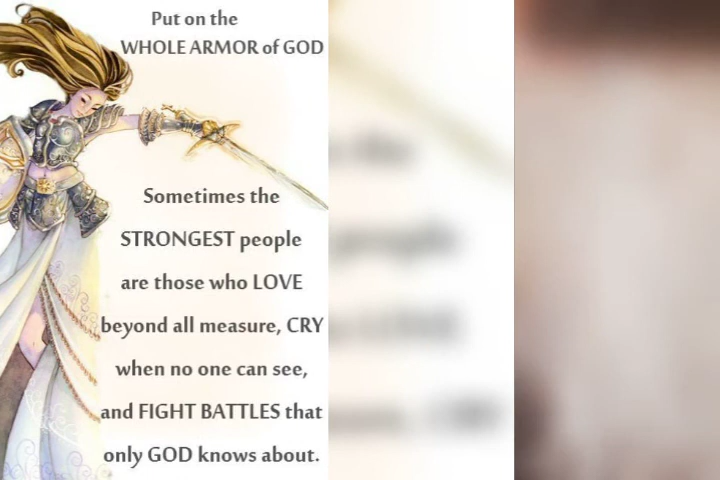 Put on the
WHOLE ARMOR of GOD
Sometimes the
STRONGEST people
are those who LOVE
beyond all measure, CRY
when no one can see,
and FIGHT BATTLES that
only GOD knows about.